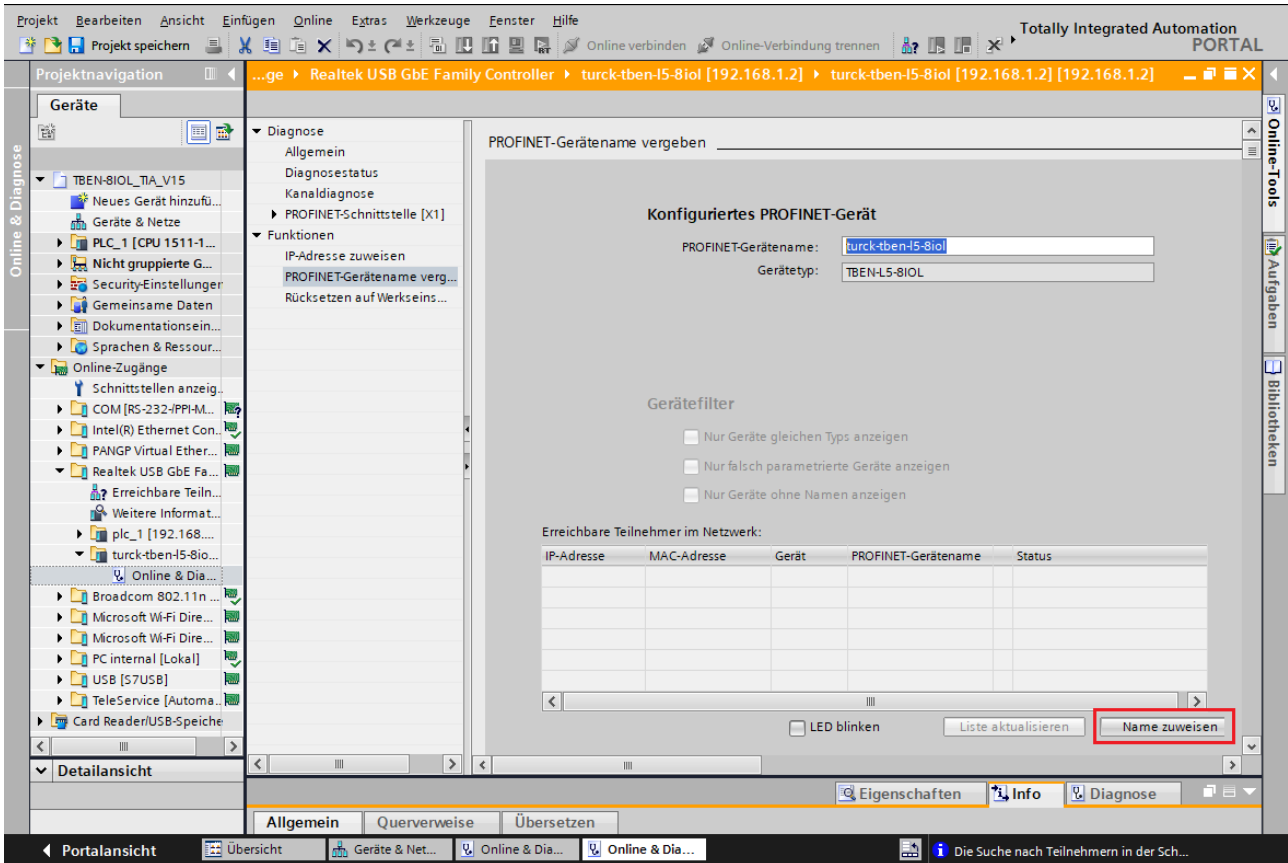 Projekt Bearbeiten Ansicht Einfügen Online Extras Werkzeuge Fenster Hilfe
Totally Integrated Automation
PORTAL
Projekt speichern
Online verbinden
Online-Verbindung trennen
Projektnavigation
...ge Realtek USB GbE Family Controller turck-tben-l5-8iol [192.168.1.2] turck-tben-l5-8iol [192.168.1.2] [192.168.1.2]
Geräte
Online & Diagnose
TBEN-8IOL_TIA_V15
Neues Gerät hinzufü...
Geräte & Netze
PLC_1 [CPU 1511-1...
Nicht gruppierte G...
Security-Einstellungen
Gemeinsame Daten
Dokumentationsein...
Sprachen & Ressour...
Online-Zugänge
Schnittstellen anzeig..
COM [RS-232-/PPI-M...
Intel(R) Ethernet Con..
PANGP Virtual Ether...
Realtek USB GbE Fa...
Erreichbare Teiln...
Weitere Informat...
plc_1 [192.168....
turck-tben-l5-8io...
Online & Dia...
Broadcom 802.11n ...
Microsoft Wi-Fi Dire...
Microsoft Wi-Fi Dire...
PC internal [Lokal]
USB [S7USB]
TeleService [Automa..
Card Reader/USB-Speiche
Detailansicht
Diagnose
Allgemein
Diagnosestatus
Kanaldiagnose
PROFINET-Schnittstelle [X1]
Funktionen
IP-Adresse zuweisen
PROFINET-Gerätename verg...
Rücksetzen auf Werkseins...
PROFINET-Gerätename vergeben
Konfiguriertes PROFINET-Gerät
PROFINET-Gerätename: turck-tben-l5-8iol
Gerätetyp: TBEN-L5-8IOL
Gerätefilter
Nur Geräte gleichen Typs anzeigen
Nur falsch parametrierte Geräte anzeigen
Nur Geräte ohne Namen anzeigen
Erreichbare Teilnehmer im Netzwerk:
IP-Adresse MAC-Adresse Gerät PROFINET-Gerätename Status
LED blinken Liste aktualisieren Name zuweisen
Online-Tools
Aufgaben
Bibliotheken
Eigenschaften Info Diagnose
Allgemein Querverweise Übersetzen
Portalansicht Übersicht Geräte & Net... Online & Dia... Online & Dia... Die Suche nach Teilnehmern in der Sch...